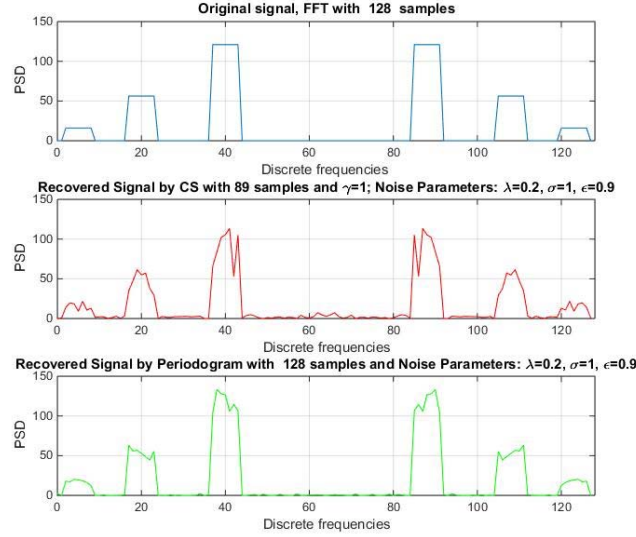 Original signal, FFT with 128 samples
150
100
50
0
PSD
0 20 40 60 80 100 120
Discrete frequencies
Recovered Signal by CS with 89 samples and γ=1; Noise Parameters: λ=0.2, σ=1, ϵ=0.9
150
100
50
0
PSD
0 20 40 60 80 100 120
Discrete frequencies
Recovered Signal by Periodogram with 128 samples and Noise Parameters: λ=0.2, σ=1, ϵ=0.9
150
100
50
0
PSD
0 20 40 60 80 100 120
Discrete frequencies